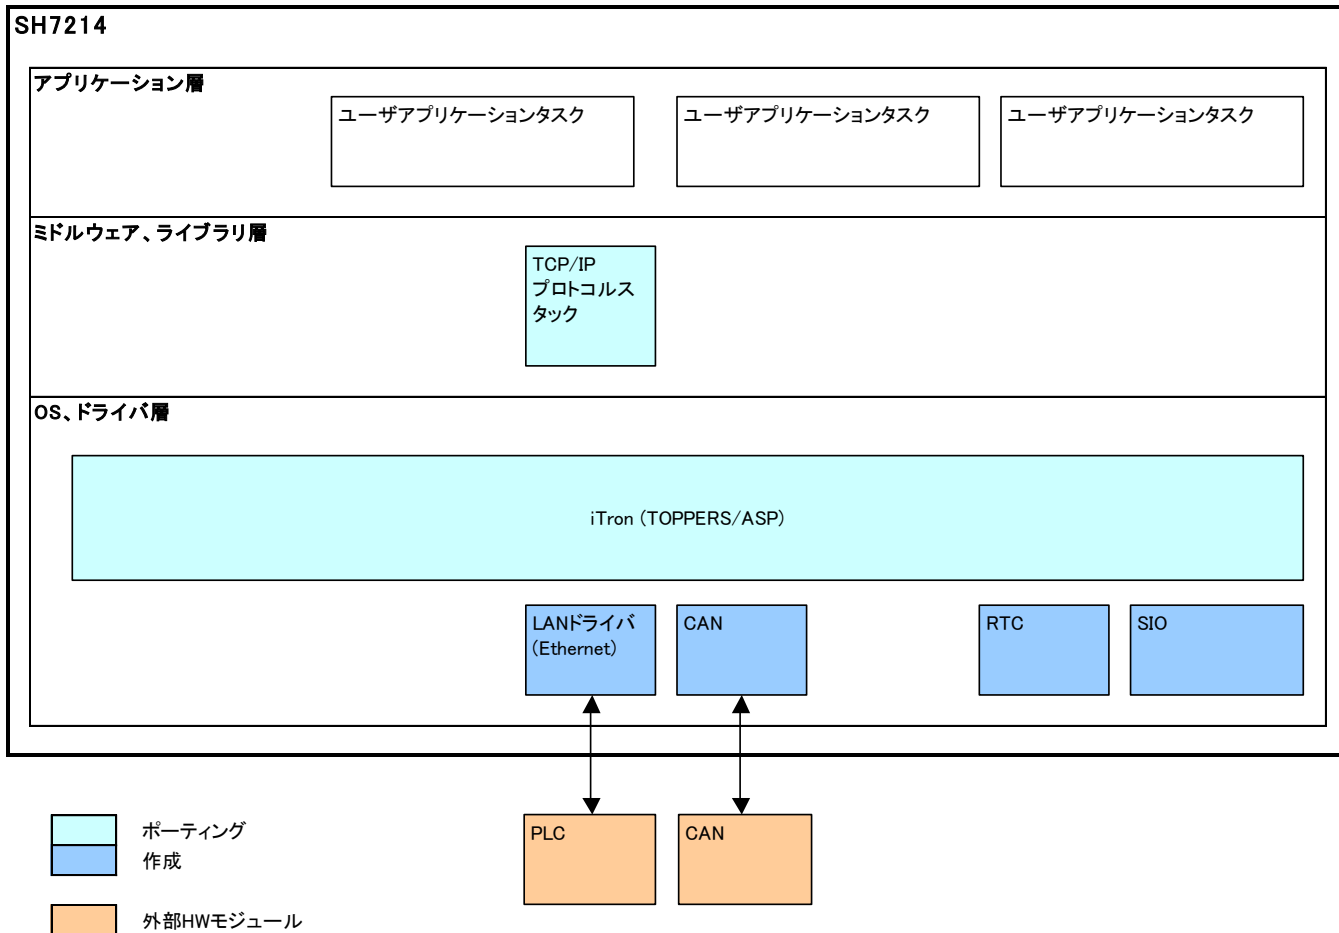 SH7214
アプリケーション層
ユーザアプリケーションタスク
ユーザアプリケーションタスク
ユーザアプリケーションタスク
ミドルウェア、ライブラリ層
TCP/IP
プロトコルス
タック
OS、ドライバ層
iTron (TOPPERS/ASP)
LANドライバ
(Ethernet)
CAN
RTC
SIO
PLC
CAN
ポーティング
作成
外部HWモジュール